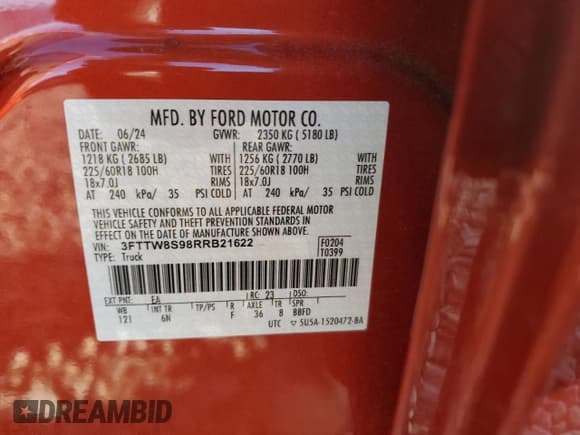 MFD. BY FORD MOTOR CO.
DATE: 06/24 GVWR: 2350 KG ( 5180 LB)
FRONT GAWR: REAR GAWR:
1218 KG ( 2685 LB) WITH 1256 KG ( 2770 LB) WITH
225/60R18 100H TIRES 225/60R18 100H TIRES
18x7.0J RIMS 18x7.0J RIMS
AT 240 kPa/ 35 PSI COLD AT 240 kPa/ 35 PSI COLD
THIS VEHICLE CONFORMS TO ALL APPLICABLE FEDERAL MOTOR
VEHICLE SAFETY AND THEFT PREVENTION STANDARDS IN
EFFECT ON THE DATE OF MANUFACTURE SHOWN ABOVE.
VIN: 3FTTW8S98RRB21622 F0204
TYPE: Truck T0399
EXT PNT: EA RC: 23 DSO:
WB INT TR TP/PS R AXLE TR SPR
121 6N F 36 8 BBFD
UTC ▽ 5U5A-1520472-BA
DREAMBID